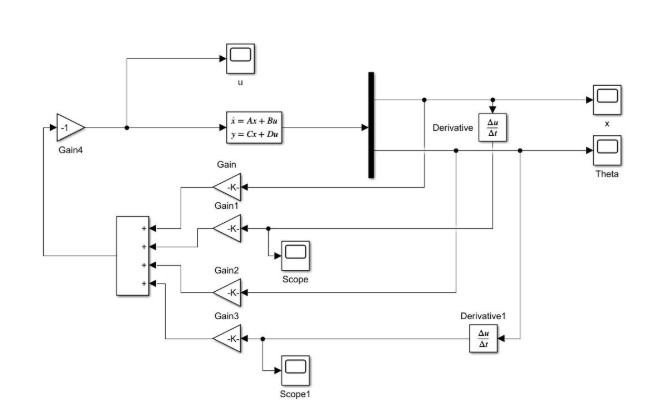 u
-1
Gain4
ẋ = Ax + Bu
y = Cx + Du
Derivative
Δu
Δt
x
Theta
Gain
-K-
Gain1
-K-
+
+
+
+
Scope
Gain2
-K-
Gain3
-K-
Derivative1
Δu
Δt
Scope1